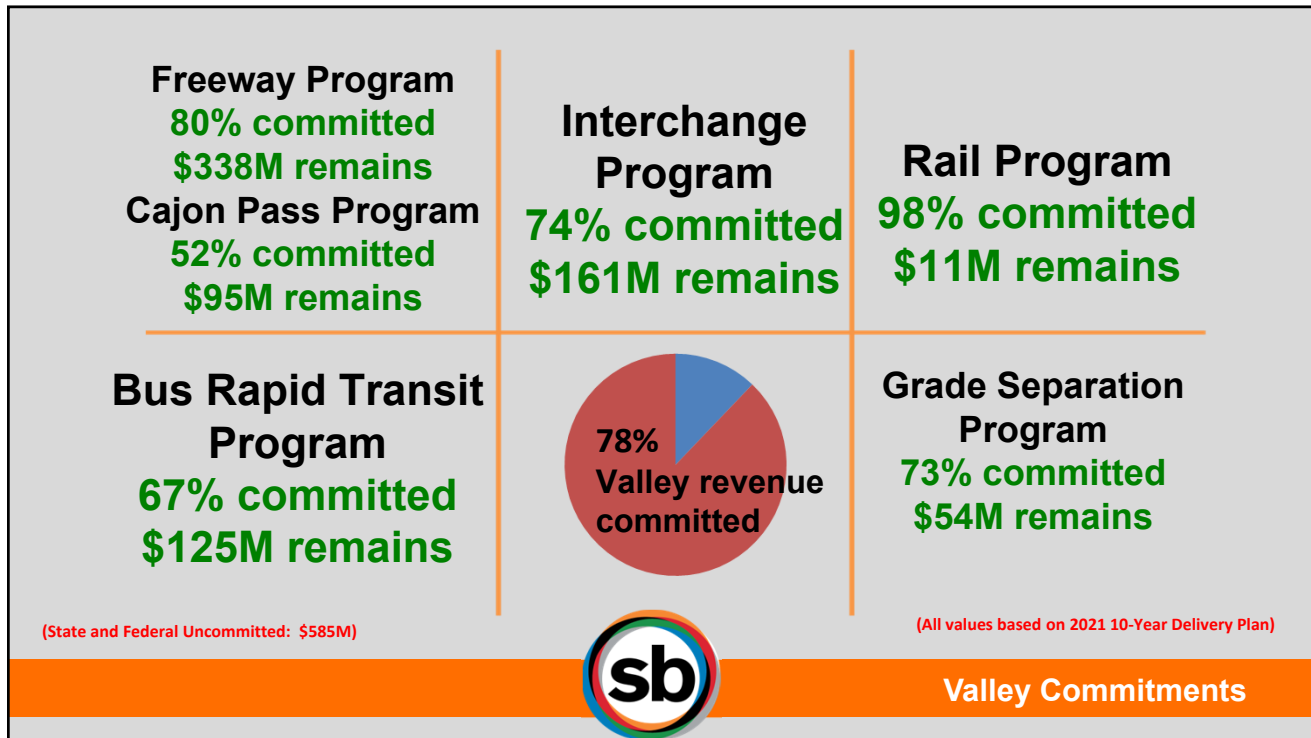 Freeway Program
80% committed
$338M remains
Cajon Pass Program
52% committed
$95M remains
Interchange
Program
74% committed
$161M remains
Rail Program
98% committed
$11M remains
Bus Rapid Transit
Program
67% committed
$125M remains
78%
Valley revenue
committed
Grade Separation
Program
73% committed
$54M remains
(State and Federal Uncommitted: $585M)
(All values based on 2021 10-Year Delivery Plan)
sb
Valley Commitments